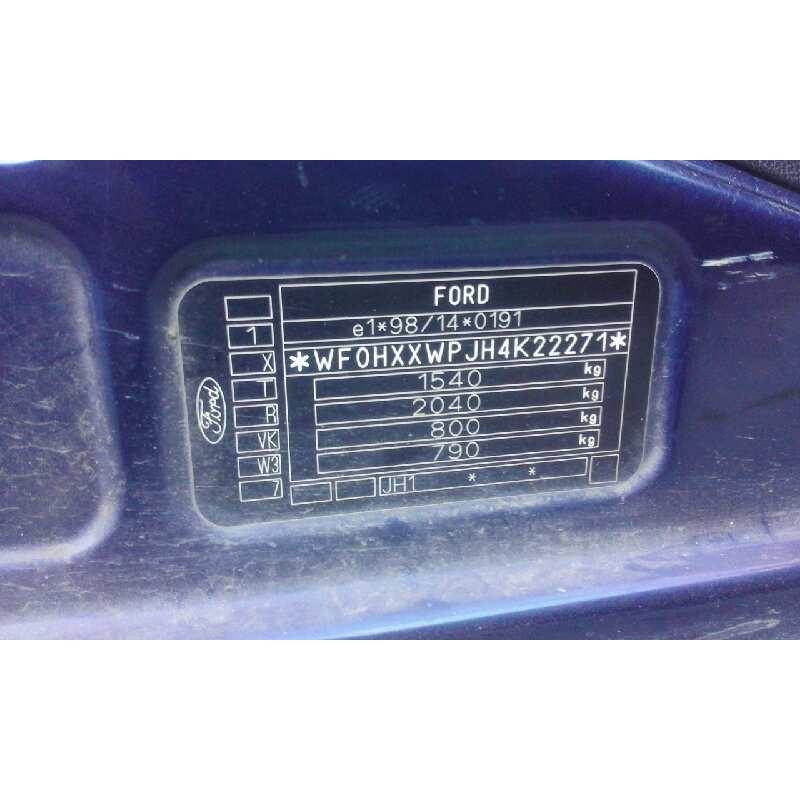 FORD
e1*98/14*0191
*WF0HXXWPJH4K22271*
1540 kg
2040 kg
800 kg
790 kg
JH1 * *
1
X
T
R
VK
W3
7
Ford